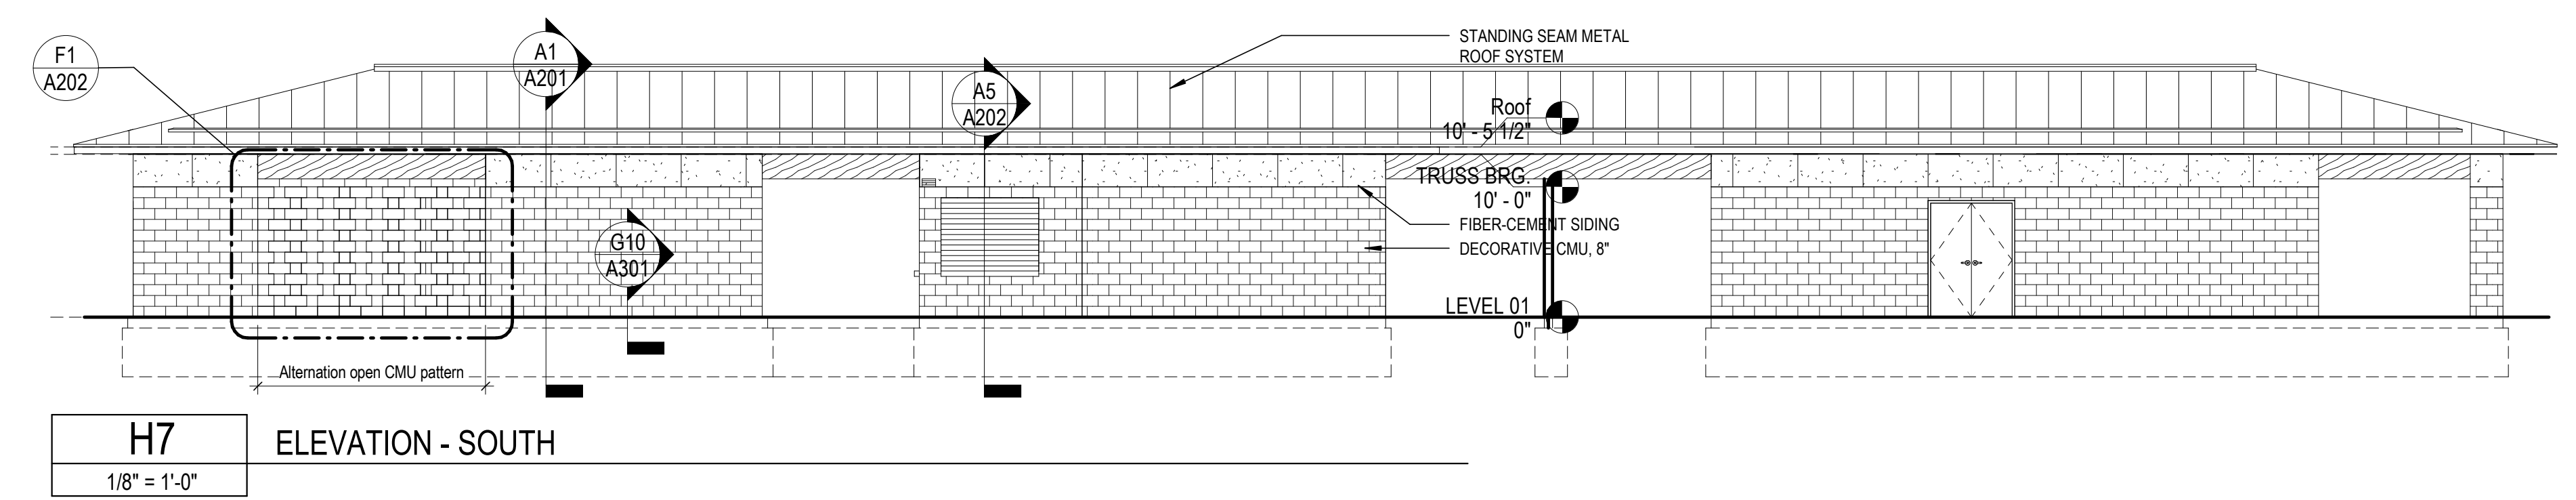 F1
A202
A1
A201
A5
A202
STANDING SEAM METAL
ROOF SYSTEM
Roof
10' - 5 1/2"
TRUSS BRG.
10' - 0"
FIBER-CEMENT SIDING
DECORATIVE CMU, 8"
G10
A301
LEVEL 01
0"
Alternation open CMU pattern
H7
ELEVATION - SOUTH
1/8" = 1'-0"